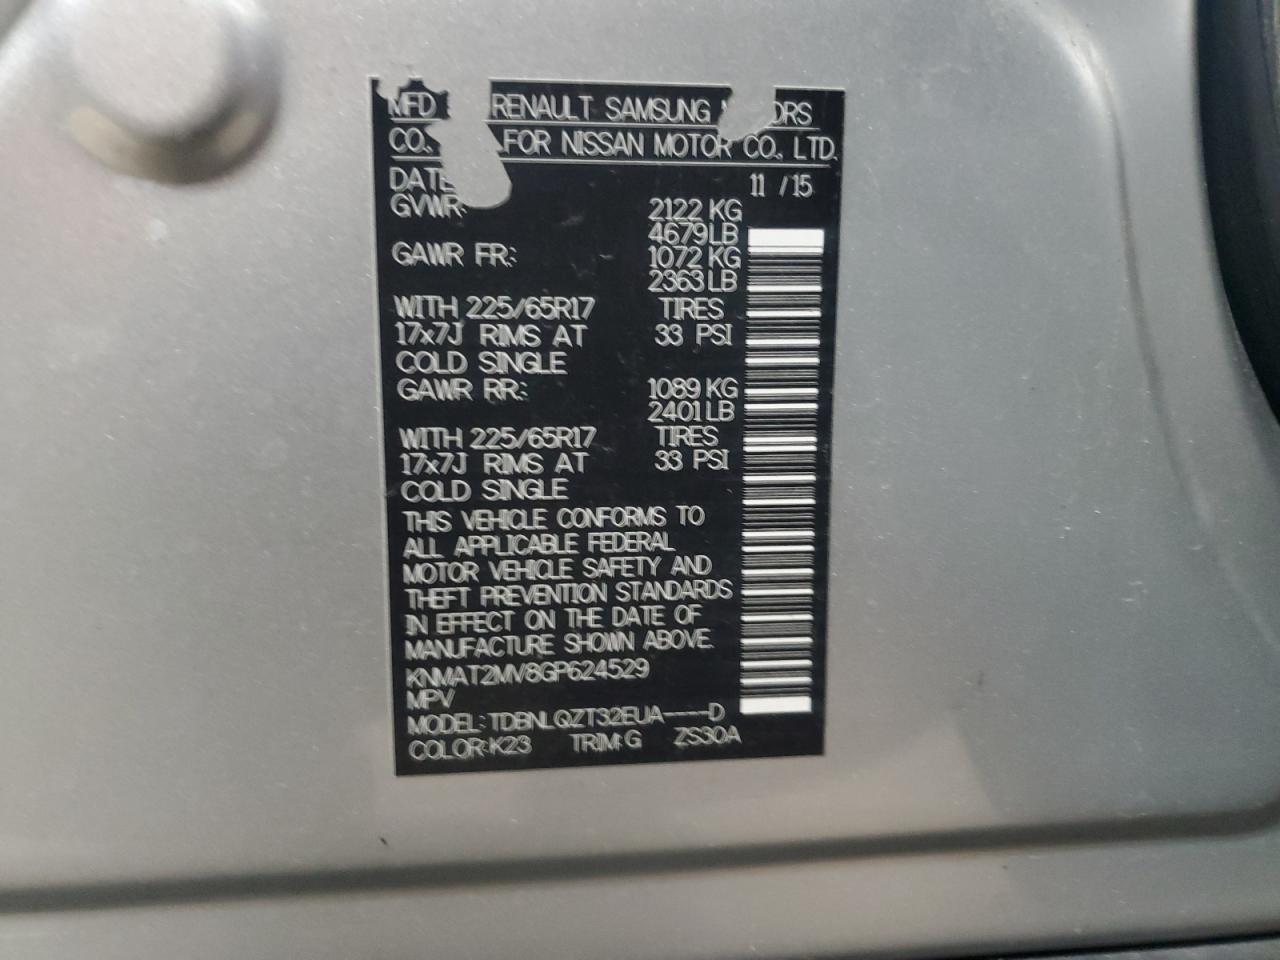 MFD RENAULT SAMSUNG
CO., FOR NISSAN MOTOR CO., LTD.
DATE 11 /15
GVWR: 2122 KG
4679 LB
GAWR FR.: 1072 KG
2363 LB
WITH 225/65R17 TIRES
17x7J RIMS AT 33 PSI
COLD SINGLE
GAWR RR.: 1089 KG
2401 LB
WITH 225/65R17 TIRES
17x7J RIMS AT 33 PSI
COLD SINGLE
THIS VEHICLE CONFORMS TO
ALL APPLICABLE FEDERAL
MOTOR VEHICLE SAFETY AND
THEFT PREVENTION STANDARDS
IN EFFECT ON THE DATE OF
MANUFACTURE SHOWN ABOVE.
KNMAT2MV8GP624529
MPV
MODEL: TDBNLQZT32EUA----D
COLOR:K23 TRIM:G ZS30A